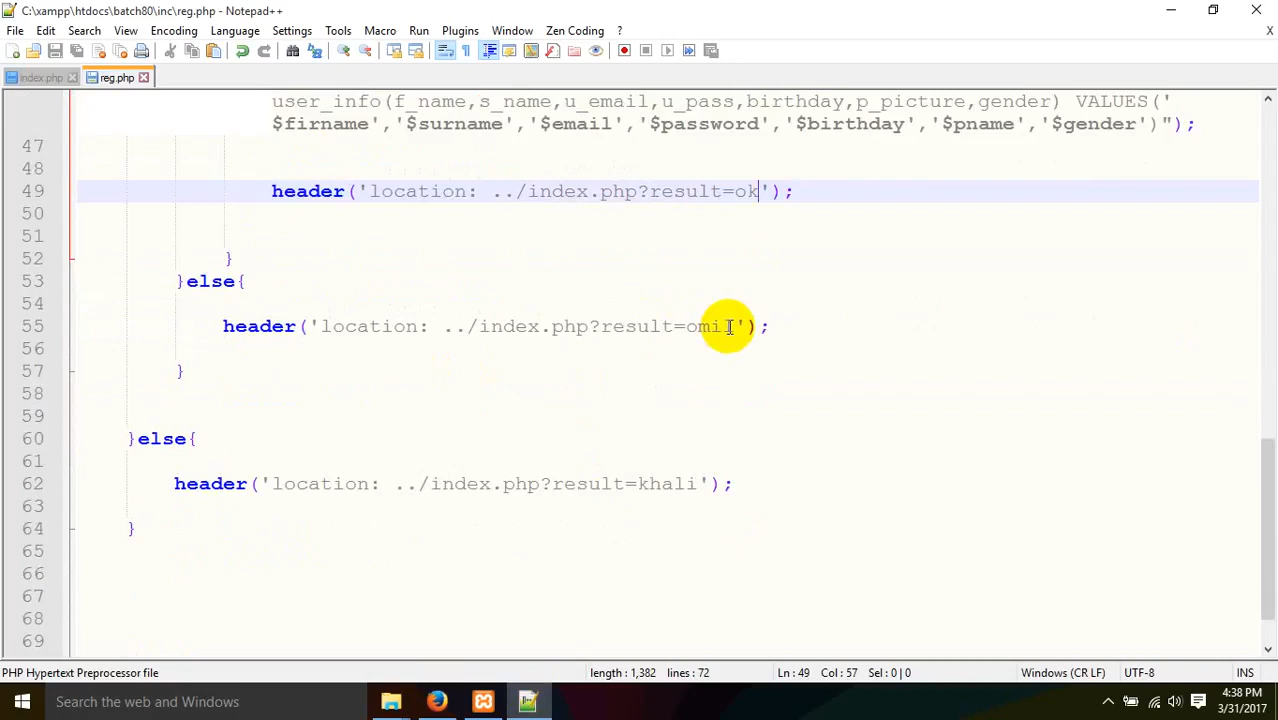 C:\xampp\htdocs\batch80\inc\reg.php - Notepad++
File Edit Search View Encoding Language Settings Tools Macro Run Plugins Window Zen Coding ? X
index.php reg.php
user_info(f_name,s_name,u_email,u_pass,birthday,p_picture,gender) VALUES('
$firname','$surname','$email','$password','$birthday','$pname','$gender')");
47
48
49 header('location: ../index.php?result=ok');
50
51
52 }
53 }else{
54
55 header('location: ../index.php?result=omil');
56
57 }
58
59
60 }else{
61
62 header('location: ../index.php?result=khali');
63
64 }
65
66
67
68
69
PHP Hypertext Preprocessor file length : 1,382 lines : 72 Ln : 49 Col : 57 Sel : 0 | 0 Windows (CR LF) UTF-8 INS
Search the web and Windows
4:38 PM
3/31/2017